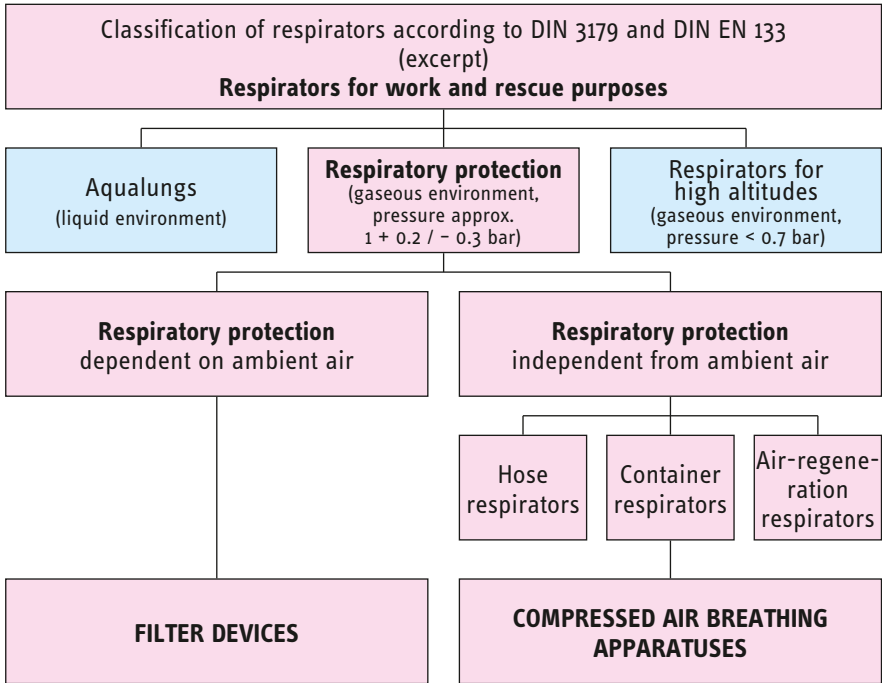 Classification of respirators according to DIN 3179 and DIN EN 133
(excerpt)
Respirators for work and rescue purposes
Aqualungs
(liquid environment)
Respiratory protection
(gaseous environment,
pressure approx.
1 + 0.2 / − 0.3 bar)
Respirators for
high altitudes
(gaseous environment,
pressure < 0.7 bar)
Respiratory protection
dependent on ambient air
Respiratory protection
independent from ambient air
Hose
respirators
Container
respirators
Air-regene-
ration
respirators
FILTER DEVICES
COMPRESSED AIR BREATHING
APPARATUSES